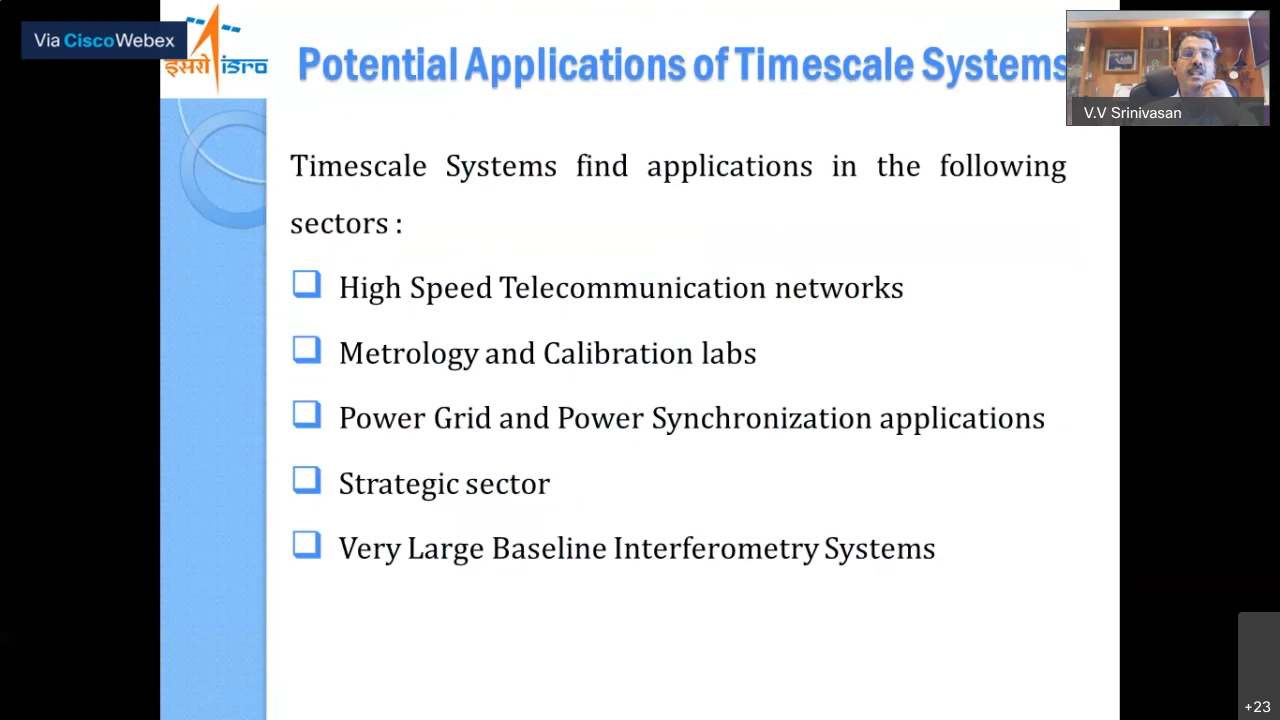 Via Cisco Webex
इसरो isro
Potential Applications of Timescale Systems
V.V Srinivasan
Timescale Systems find applications in the following
sectors :
High Speed Telecommunication networks
Metrology and Calibration labs
Power Grid and Power Synchronization applications
Strategic sector
Very Large Baseline Interferometry Systems
+23